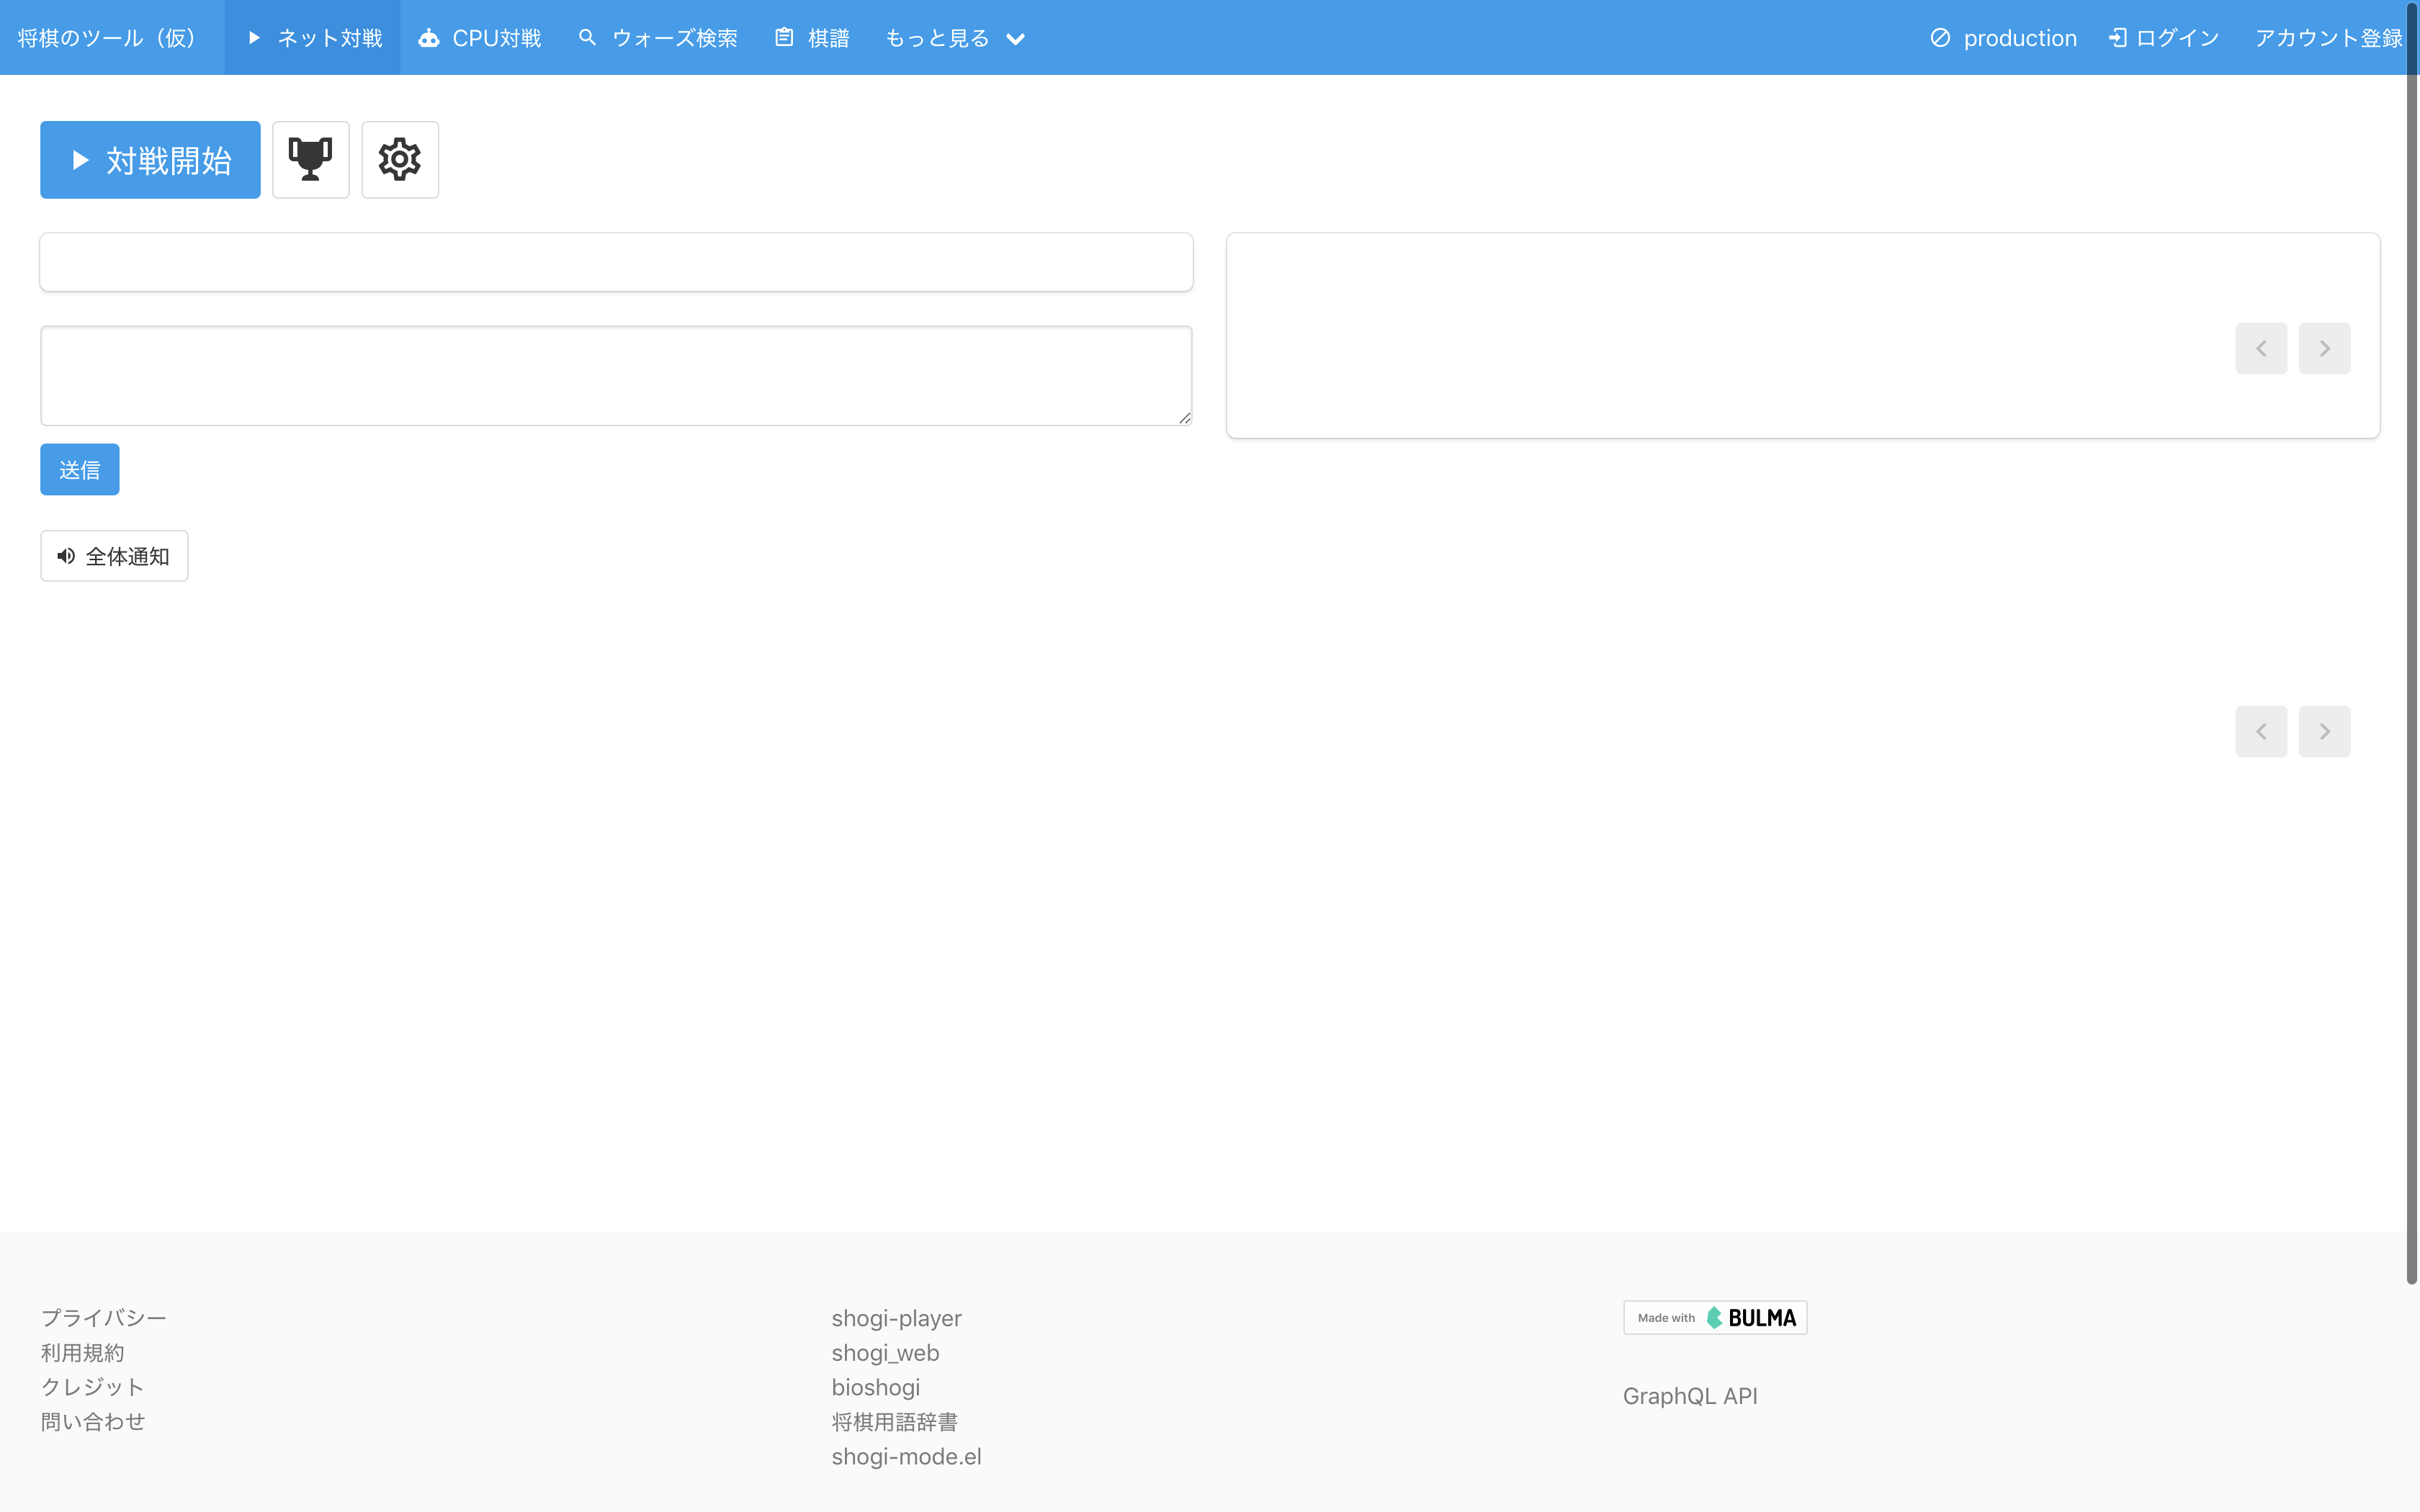 将棋のツール（仮） ネット対戦 CPU対戦 ウォーズ検索 棋譜 もっと見る production ログイン アカウント登録
対戦開始
送信
全体通知
プライバシー
利用規約
クレジット
問い合わせ
shogi-player
shogi_web
bioshogi
将棋用語辞書
shogi-mode.el
Made with BULMA
GraphQL API